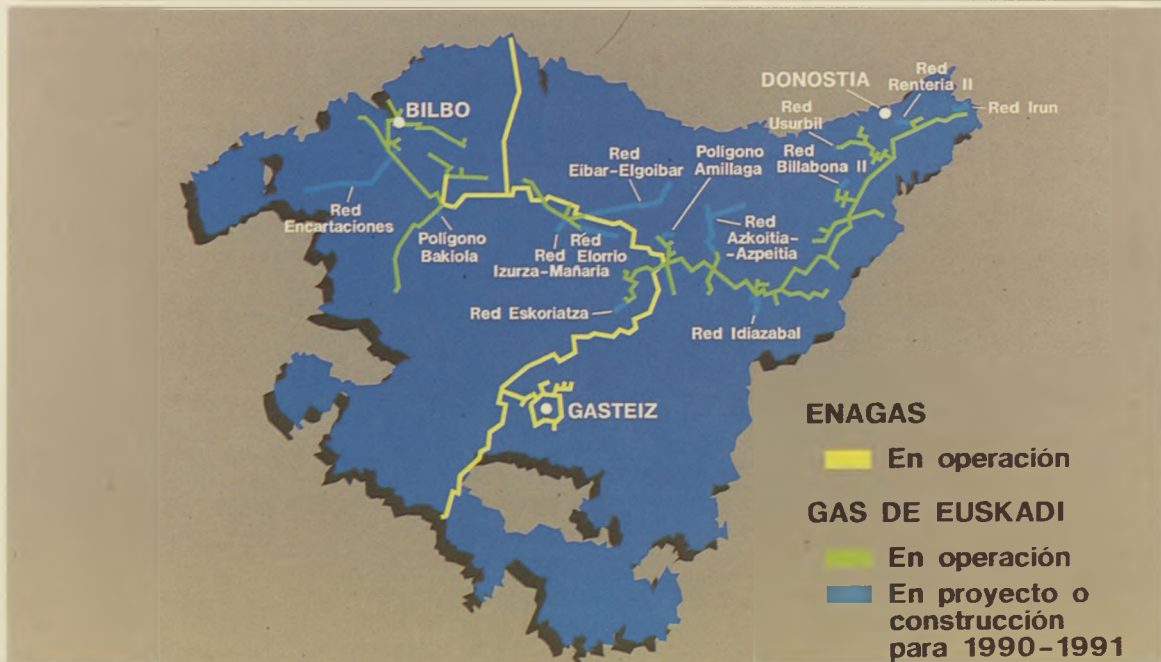 DONOSTIA
Red
Renteria II
Red Irun
Red
Usurbil
BILBO
Red
Eibar-Elgoibar
Polígono
Amillaga
Red
Billabona II
Red
Encartaciones
Polígono
Bakiola
Red
Elorrio
Red
Izurza-Mañaria
Red
Azkoitia-
-Azpeitia
Red Eskoriatza
Red Idiazabal
GASTEIZ
ENAGAS
En operación
GAS DE EUSKADI
En operación
En proyecto o
construcción
para 1990-1991